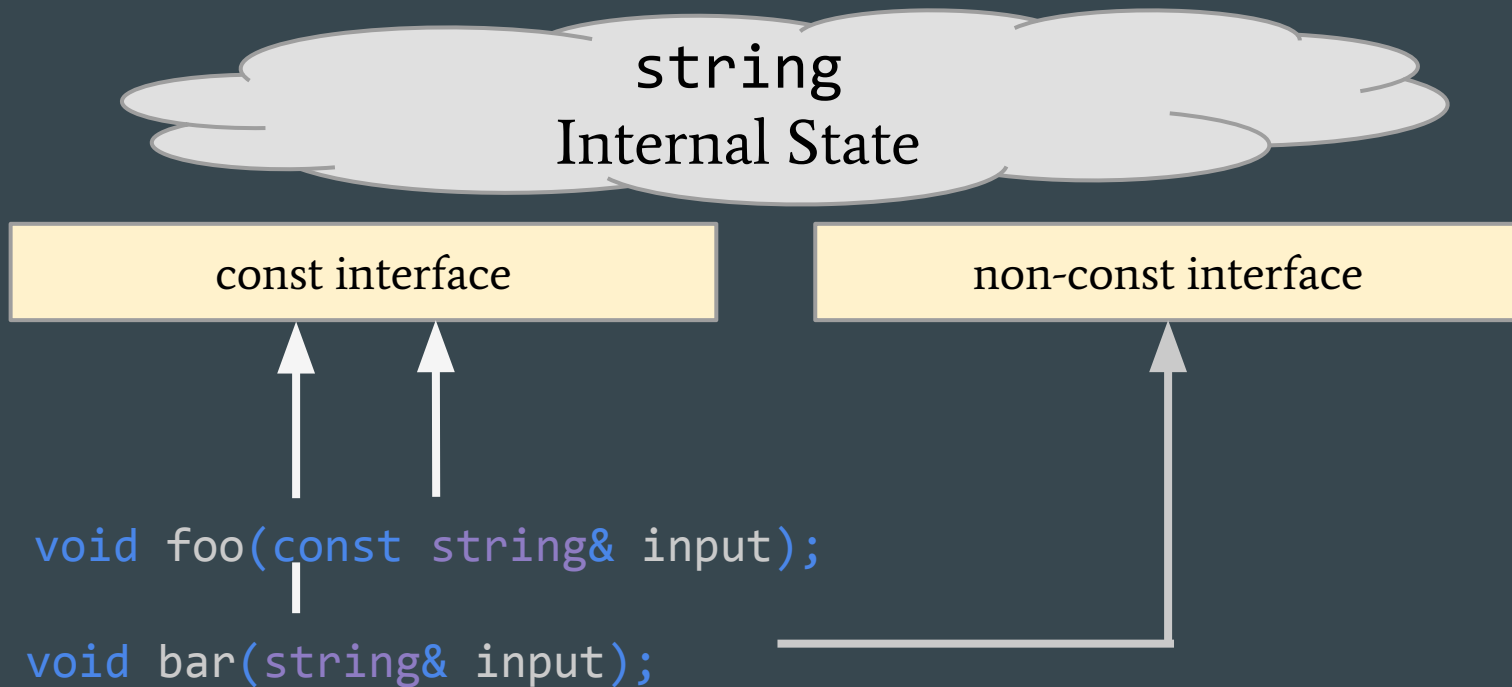 string
Internal State
const interface
non-const interface
void foo(const string& input);
void bar(string& input);